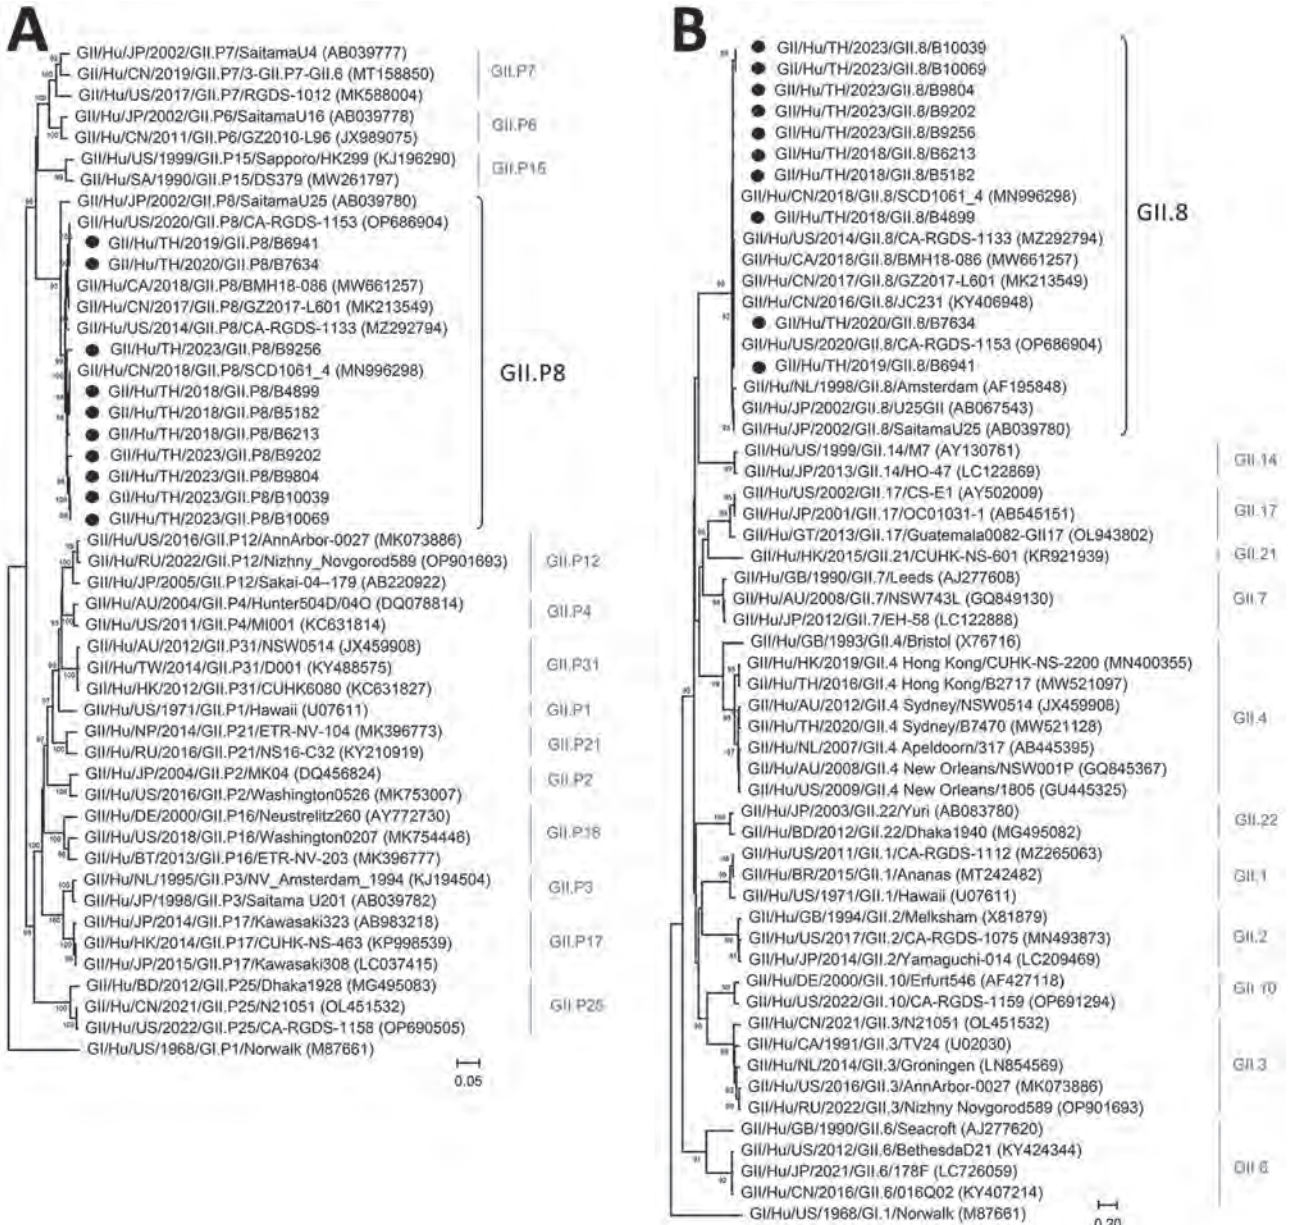 A
GII/Hu/JP/2002/GII.P7/SaitamaU4 (AB039777)
GII/Hu/CN/2019/GII.P7/3-GII.P7-GII.6 (MT158850)
GII.P7
GII/Hu/US/2017/GII.P7/RGDS-1012 (MK588004)
GII/Hu/JP/2002/GII.P6/SaitamaU16 (AB039778)
GII.P6
GII/Hu/CN/2011/GII.P6/GZ2010-L96 (JX989075)
GII/Hu/US/1999/GII.P15/Sapporo/HK299 (KJ196290)
GII.P15
GII/Hu/SA/1990/GII.P15/DS379 (MW261797)
GII/Hu/JP/2002/GII.P8/SaitamaU25 (AB039780)
GII/Hu/US/2020/GII.P8/CA-RGDS-1153 (OP686904)
GII/Hu/TH/2019/GII.P8/B6941
GII/Hu/TH/2020/GII.P8/B7634
GII/Hu/CA/2018/GII.P8/BMH18-086 (MW661257)
GII/Hu/CN/2017/GII.P8/GZ2017-L601 (MK213549)
GII/Hu/US/2014/GII.P8/CA-RGDS-1133 (MZ292794)
GII/Hu/TH/2023/GII.P8/B9256
GII/Hu/CN/2018/GII.P8/SCD1061_4 (MN996298)
GII.P8
GII/Hu/TH/2018/GII.P8/B4899
GII/Hu/TH/2018/GII.P8/B5182
GII/Hu/TH/2018/GII.P8/B6213
GII/Hu/TH/2023/GII.P8/B9202
GII/Hu/TH/2023/GII.P8/B9804
GII/Hu/TH/2023/GII.P8/B10039
GII/Hu/TH/2023/GII.P8/B10069
GII/Hu/US/2016/GII.P12/AnnArbor-0027 (MK073886)
GII/Hu/RU/2022/GII.P12/Nizhny_Novgorod589 (OP901693)
GII.P12
GII/Hu/JP/2005/GII.P12/Sakai-04--179 (AB220922)
GII/Hu/AU/2004/GII.P4/Hunter504D/04O (DQ078814)
GII.P4
GII/Hu/US/2011/GII.P4/MI001 (KC631814)
GII/Hu/AU/2012/GII.P31/NSW0514 (JX459908)
GII/Hu/TW/2014/GII.P31/D001 (KY488575)
GII.P31
GII/Hu/HK/2012/GII.P31/CUHK6080 (KC631827)
GII/Hu/US/1971/GII.P1/Hawaii (U07611)
GII.P1
GII/Hu/NP/2014/GII.P21/ETR-NV-104 (MK396773)
GII.P21
GII/Hu/RU/2016/GII.P21/NS16-C32 (KY210919)
GII/Hu/JP/2004/GII.P2/MK04 (DQ456824)
GII.P2
GII/Hu/US/2016/GII.P2/Washington0526 (MK753007)
GII/Hu/DE/2000/GII.P16/Neustrelitz260 (AY772730)
GII/Hu/US/2018/GII.P16/Washington0207 (MK754446)
GII.P16
GII/Hu/BT/2013/GII.P16/ETR-NV-203 (MK396777)
GII/Hu/NL/1995/GII.P3/NV_Amsterdam_1994 (KJ194504)
GII.P3
GII/Hu/JP/1998/GII.P3/Saitama U201 (AB039782)
GII/Hu/JP/2014/GII.P17/Kawasaki323 (AB983218)
GII/Hu/HK/2014/GII.P17/CUHK-NS-463 (KP998539)
GII.P17
GII/Hu/JP/2015/GII.P17/Kawasaki308 (LC037415)
GII/Hu/BD/2012/GII.P25/Dhaka1928 (MG495083)
GII/Hu/CN/2021/GII.P25/N21051 (OL451532)
GII.P25
GII/Hu/US/2022/GII.P25/CA-RGDS-1158 (OP690505)
GI/Hu/US/1968/GI.P1/Norwalk (M87661)
0.05
B
GII/Hu/TH/2023/GII.8/B10039
GII/Hu/TH/2023/GII.8/B10069
GII/Hu/TH/2023/GII.8/B9804
GII/Hu/TH/2023/GII.8/B9202
GII/Hu/TH/2023/GII.8/B9256
GII/Hu/TH/2018/GII.8/B6213
GII/Hu/TH/2018/GII.8/B5182
GII/Hu/CN/2018/GII.8/SCD1061_4 (MN996298)
GII.8
GII/Hu/TH/2018/GII.8/B4899
GII/Hu/US/2014/GII.8/CA-RGDS-1133 (MZ292794)
GII/Hu/CA/2018/GII.8/BMH18-086 (MW661257)
GII/Hu/CN/2017/GII.8/GZ2017-L601 (MK213549)
GII/Hu/CN/2016/GII.8/JC231 (KY406948)
GII/Hu/TH/2020/GII.8/B7634
GII/Hu/US/2020/GII.8/CA-RGDS-1153 (OP686904)
GII/Hu/TH/2019/GII.8/B6941
GII/Hu/NL/1998/GII.8/Amsterdam (AF195848)
GII/Hu/JP/2002/GII.8/U25GII (AB067543)
GII/Hu/JP/2002/GII.8/SaitamaU25 (AB039780)
GII/Hu/US/1999/GII.14/M7 (AY130761)
GII.14
GII/Hu/JP/2013/GII.14/HO-47 (LC122869)
GII/Hu/US/2002/GII.17/CS-E1 (AY502009)
GII/Hu/JP/2001/GII.17/OC01031-1 (AB545151)
GII.17
GII/Hu/GT/2013/GII.17/Guatemala0082-GII17 (OL943802)
GII/Hu/HK/2015/GII.21/CUHK-NS-601 (KR921939)
GII.21
GII/Hu/GB/1990/GII.7/Leeds (AJ277608)
GII/Hu/AU/2008/GII.7/NSW743L (GQ849130)
GII.7
GII/Hu/JP/2012/GII.7/EH-58 (LC122888)
GII/Hu/GB/1993/GII.4/Bristol (X76716)
GII/Hu/HK/2019/GII.4 Hong Kong/CUHK-NS-2200 (MN400355)
GII/Hu/TH/2016/GII.4 Hong Kong/B2717 (MW521097)
GII/Hu/AU/2012/GII.4 Sydney/NSW0514 (JX459908)
GII.4
GII/Hu/TH/2020/GII.4 Sydney/B7470 (MW521128)
GII/Hu/NL/2007/GII.4 Apeldoorn/317 (AB445395)
GII/Hu/AU/2008/GII.4 New Orleans/NSW001P (GQ845367)
GII/Hu/US/2009/GII.4 New Orleans/1805 (GU445325)
GII/Hu/JP/2003/GII.22/Yuri (AB083780)
GII.22
GII/Hu/BD/2012/GII.22/Dhaka1940 (MG495082)
GII/Hu/US/2011/GII.1/CA-RGDS-1112 (MZ265063)
GII/Hu/BR/2015/GII.1/Ananas (MT242482)
GII.1
GII/Hu/US/1971/GII.1/Hawaii (U07611)
GII/Hu/GB/1994/GII.2/Melksham (X81879)
GII/Hu/US/2017/GII.2/CA-RGDS-1075 (MN493873)
GII.2
GII/Hu/JP/2014/GII.2/Yamaguchi-014 (LC209469)
GII/Hu/DE/2000/GII.10/Erfurt546 (AF427118)
GII.10
GII/Hu/US/2022/GII.10/CA-RGDS-1159 (OP691294)
GII/Hu/CN/2021/GII.3/N21051 (OL451532)
GII/Hu/CA/1991/GII.3/TV24 (U02030)
GII/Hu/NL/2014/GII.3/Groningen (LN854569)
GII.3
GII/Hu/US/2016/GII.3/AnnArbor-0027 (MK073886)
GII/Hu/RU/2022/GII.3/Nizhny Novgorod589 (OP901693)
GII/Hu/GB/1990/GII.6/Seacroft (AJ277620)
GII/Hu/US/2012/GII.6/BethesdaD21 (KY424344)
GII/Hu/JP/2021/GII.6/178F (LC726059)
GII.6
GII/Hu/CN/2016/GII.6/016Q02 (KY407214)
GI/Hu/US/1968/GI.1/Norwalk (M87661)
0.20